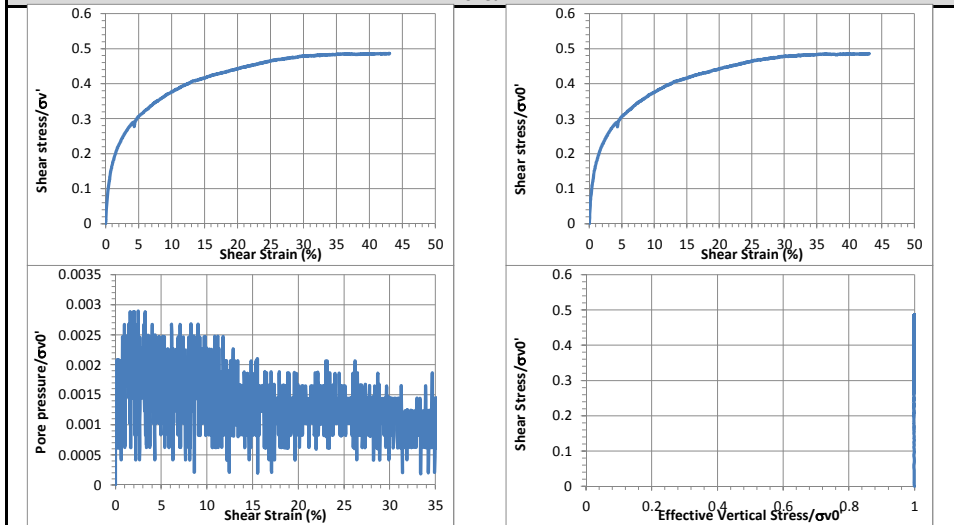 0.6
0.5
0.4
0.3
0.2
0.1
0
Shear stress/σv'
0 5 10 15 20 25 30 35 40 45 50
Shear Strain (%)
0.6
0.5
0.4
0.3
0.2
0.1
0
Shear stress/σv0'
0 5 10 15 20 25 30 35 40 45 50
Shear Strain (%)
0.0035
0.003
0.0025
0.002
0.0015
0.001
0.0005
0
Pore pressure/σv0'
0 5 10 15 20 25 30 35
Shear Strain (%)
0.6
0.5
0.4
0.3
0.2
0.1
0
Shear Stress/σv0'
0 0.2 0.4 0.6 0.8 1
Effective Vertical Stress/σv0'